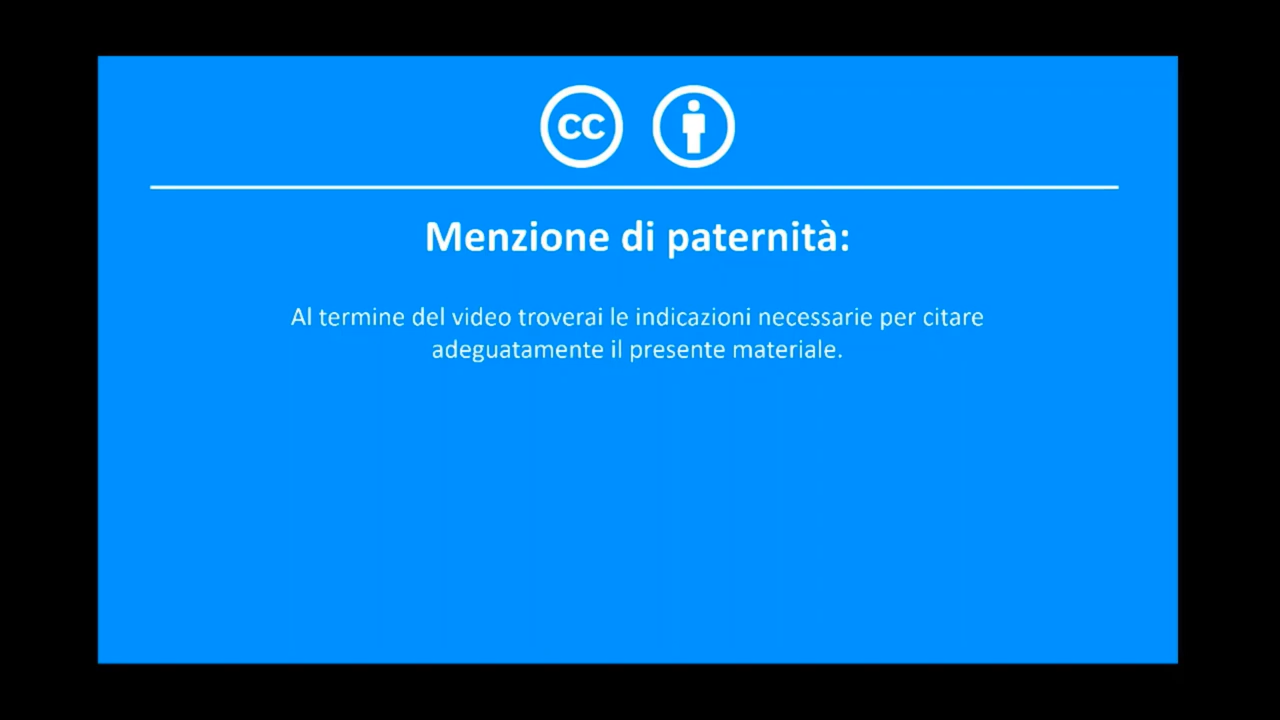 CC
Menzione di paternità:
Al termine del video troverai le indicazioni necessarie per citare
adeguatamente il presente materiale.